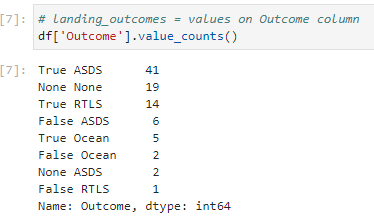 [7]: # landing_outcomes = values on Outcome column
df['Outcome'].value_counts()
[7]: True ASDS 41
None None 19
True RTLS 14
False ASDS 6
True Ocean 5
False Ocean 2
None ASDS 2
False RTLS 1
Name: Outcome, dtype: int64